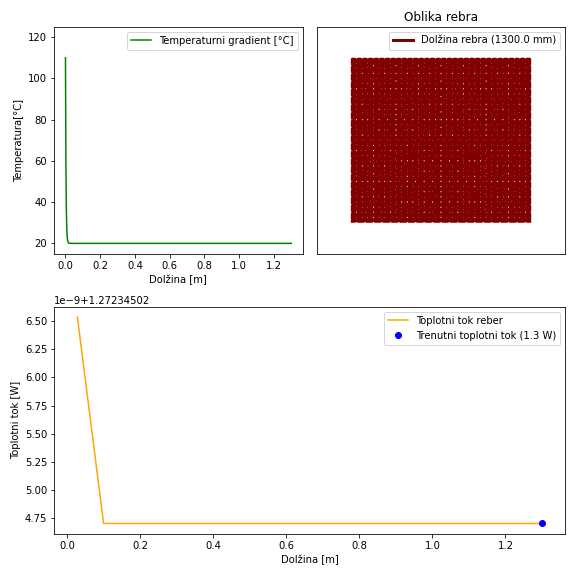 Oblika rebra
Temperaturni gradient [°C]
Dolžina rebra (1300.0 mm)
Temperatura[°C]
120
100
80
60
40
20
0.0 0.2 0.4 0.6 0.8 1.0 1.2
Dolžina [m]
1e−9+1.27234502
Toplotni tok reber
Trenutni toplotni tok (1.3 W)
Toplotni tok [W]
6.50
6.25
6.00
5.75
5.50
5.25
5.00
4.75
0.0 0.2 0.4 0.6 0.8 1.0 1.2
Dolžina [m]